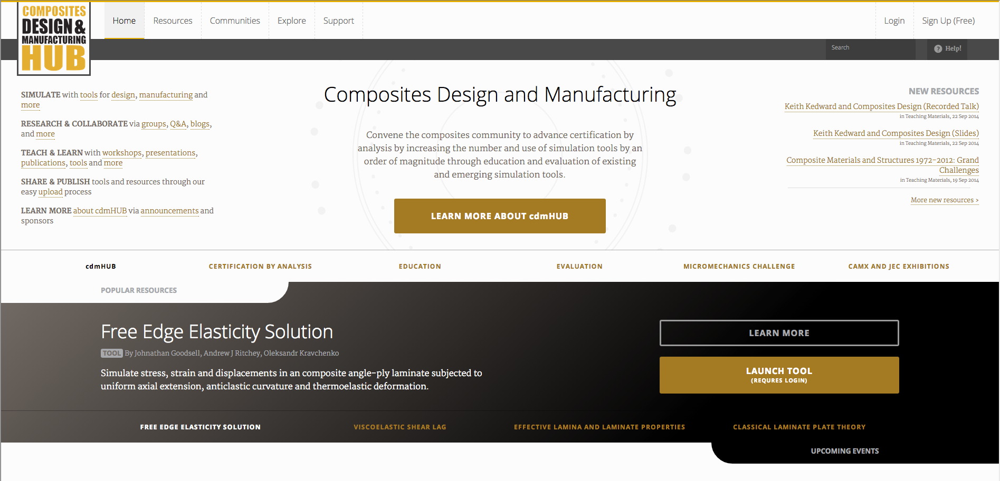 COMPOSITES
DESIGN &
MANUFACTURING
HUB
Home
Resources
Communities
Explore
Support
Login
Sign Up (Free)
Search
? Help!
SIMULATE with tools for design, manufacturing and
more
RESEARCH & COLLABORATE via groups, Q&A, blogs,
and more
TEACH & LEARN with workshops, presentations,
publications, tools and more
SHARE & PUBLISH tools and resources through our
easy upload process
LEARN MORE about cdmHUB via announcements and
sponsors
Composites Design and Manufacturing
Convene the composites community to advance certification by
analysis by increasing the number and use of simulation tools by an
order of magnitude through education and evaluation of existing
and emerging simulation tools.
LEARN MORE ABOUT cdmHUB
NEW RESOURCES
Keith Kedward and Composites Design (Recorded Talk)
in Teaching Materials, 22 Sep 2014
Keith Kedward and Composites Design (Slides)
in Teaching Materials, 22 Sep 2014
Composite Materials and Structures 1972-2012: Grand
Challenges
in Teaching Materials, 19 Sep 2014
More new resources >
cdmHUB
CERTIFICATION BY ANALYSIS
EDUCATION
EVALUATION
MICROMECHANICS CHALLENGE
CAMX AND JEC EXHIBITIONS
POPULAR RESOURCES
Free Edge Elasticity Solution
TOOL By Johnathan Goodsell, Andrew J Ritchey, Oleksandr Kravchenko
Simulate stress, strain and displacements in an composite angle-ply laminate subjected to
uniform axial extension, anticlastic curvature and thermoelastic deformation.
LEARN MORE
LAUNCH TOOL
(REQURES LOGIN)
FREE EDGE ELASTICITY SOLUTION
VISCOELASTIC SHEAR LAG
EFFECTIVE LAMINA AND LAMINATE PROPERTIES
CLASSICAL LAMINATE PLATE THEORY
UPCOMING EVENTS